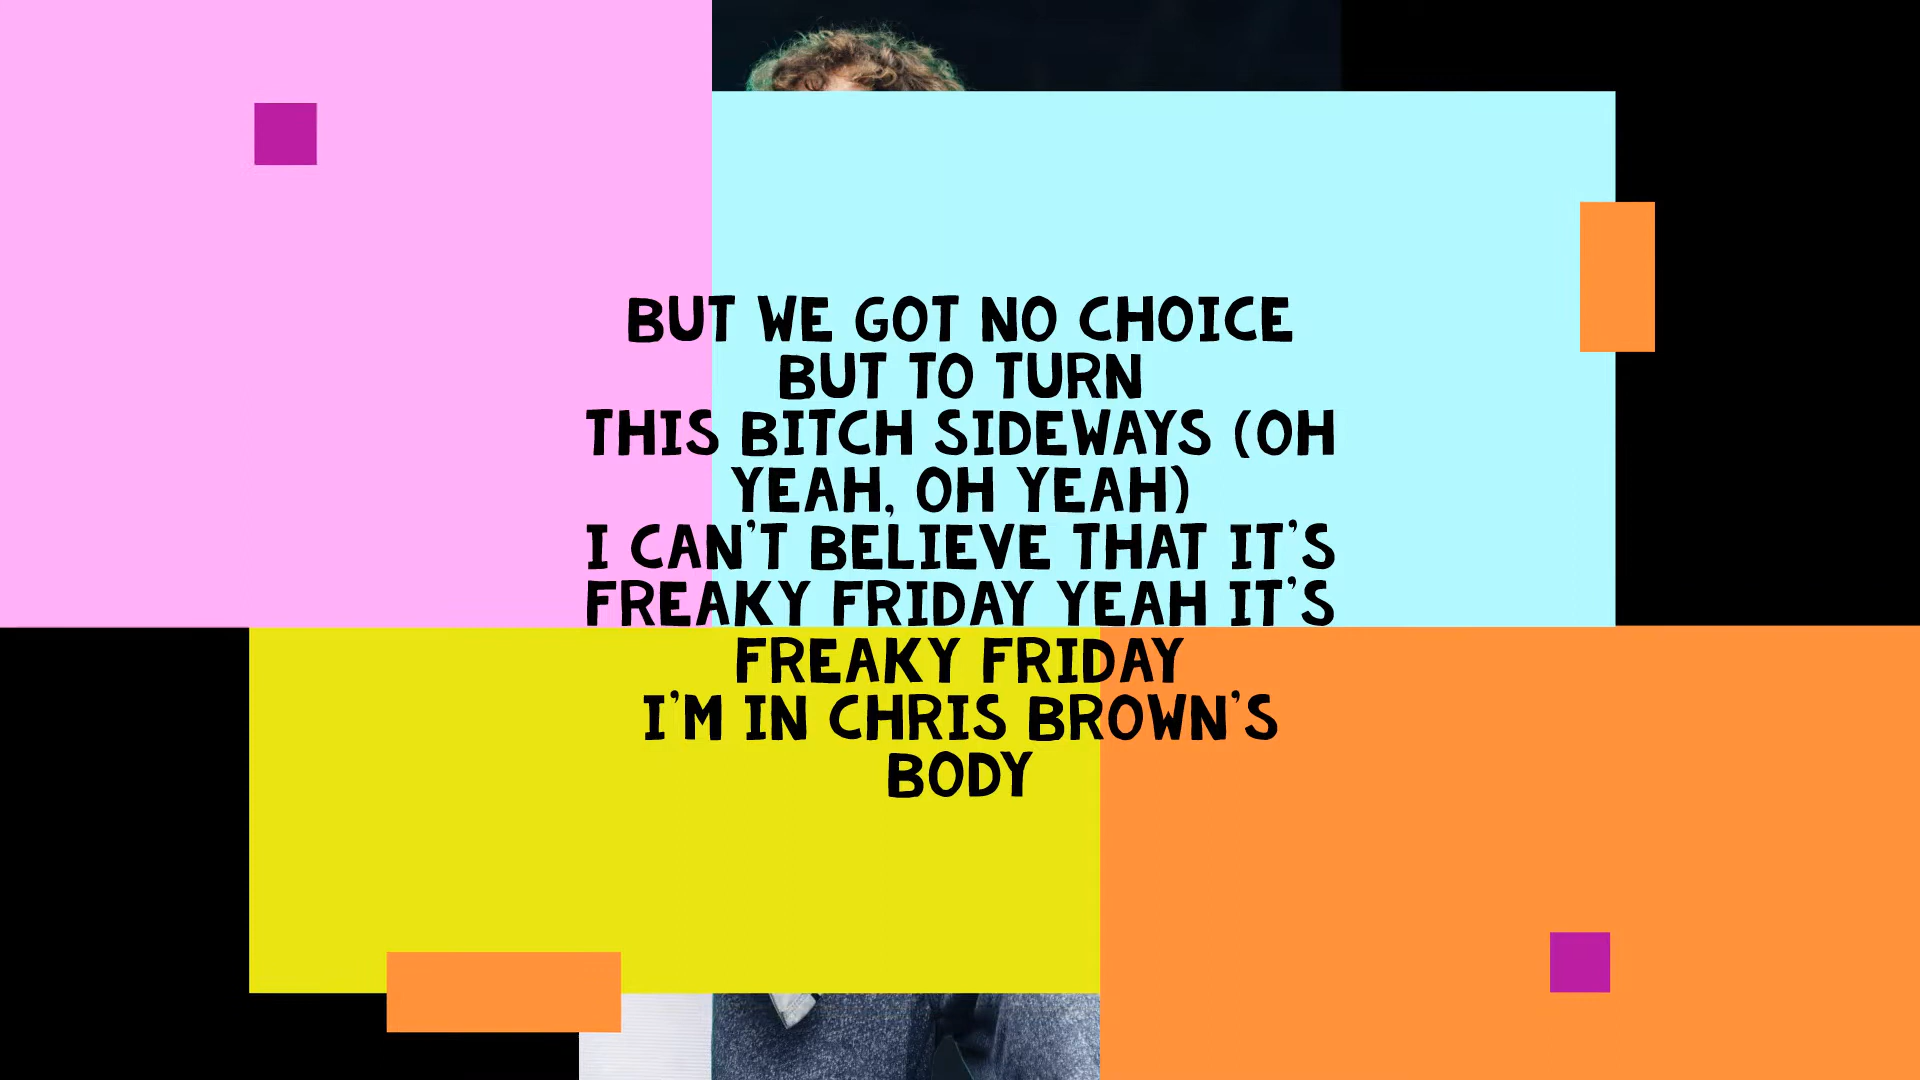 BUT WE GOT NO CHOICE
BUT TO TURN
THIS BITCH SIDEWAYS (OH
YEAH, OH YEAH)
I CAN'T BELIEVE THAT IT'S
FREAKY FRIDAY YEAH IT'S
FREAKY FRIDAY
I'M IN CHRIS BROWN'S
BODY